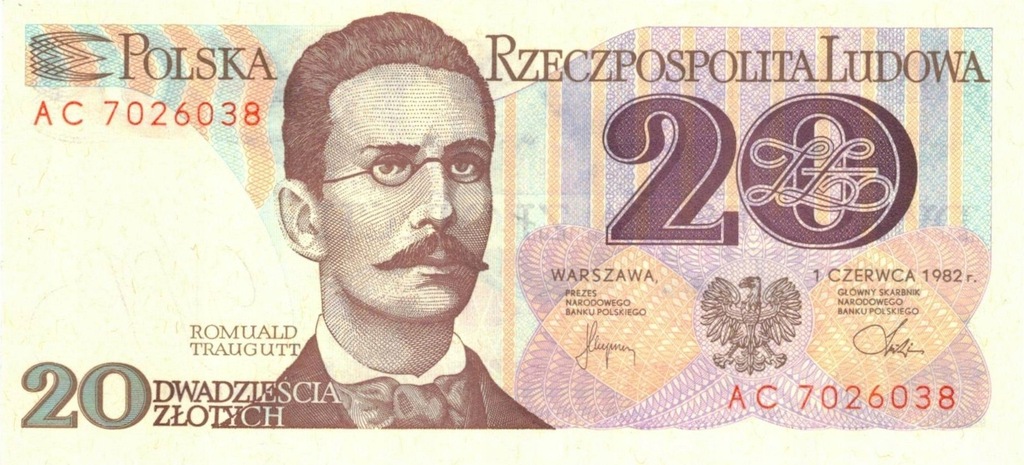 POLSKA RZECZPOSPOLITA LUDOWA
AC 7026038
20
WARSZAWA, 1 CZERWCA 1982 r.
PREZES
NARODOWEGO
BANKU POLSKIEGO
GŁÓWNY SKARBNIK
NARODOWEGO
BANKU POLSKIEGO
ROMUALD
TRAUGUTT
20 DWADZIEŚCIA
ZŁOTYCH
AC 7026038